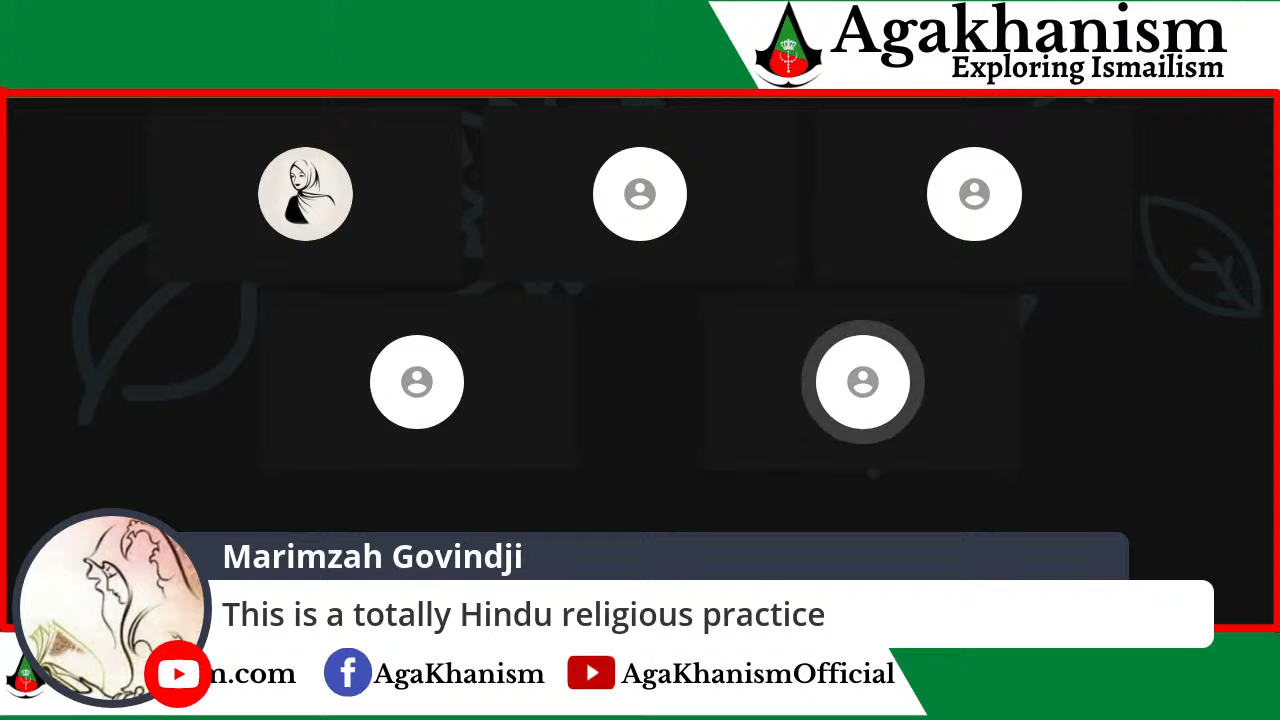 Agakhanism
Exploring Ismailism
Marimzah Govindji
This is a totally Hindu religious practice
m.com AgaKhanism AgaKhanismOfficial